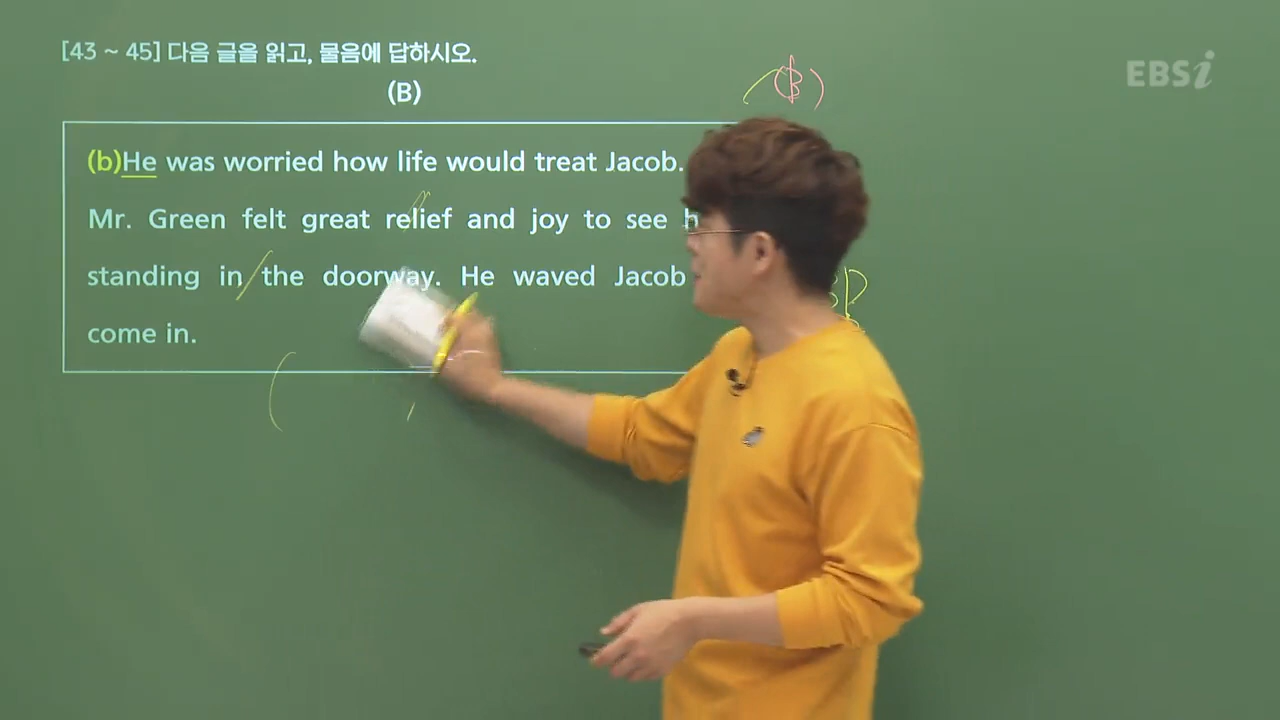 [43 ~ 45] 다음 글을 읽고, 물음에 답하시오.
(B)
(B)
EBSi
(b)He was worried how life would treat Jacob.
Mr. Green felt great relief and joy to see
standing in the doorway. He waved Jacob
come in.